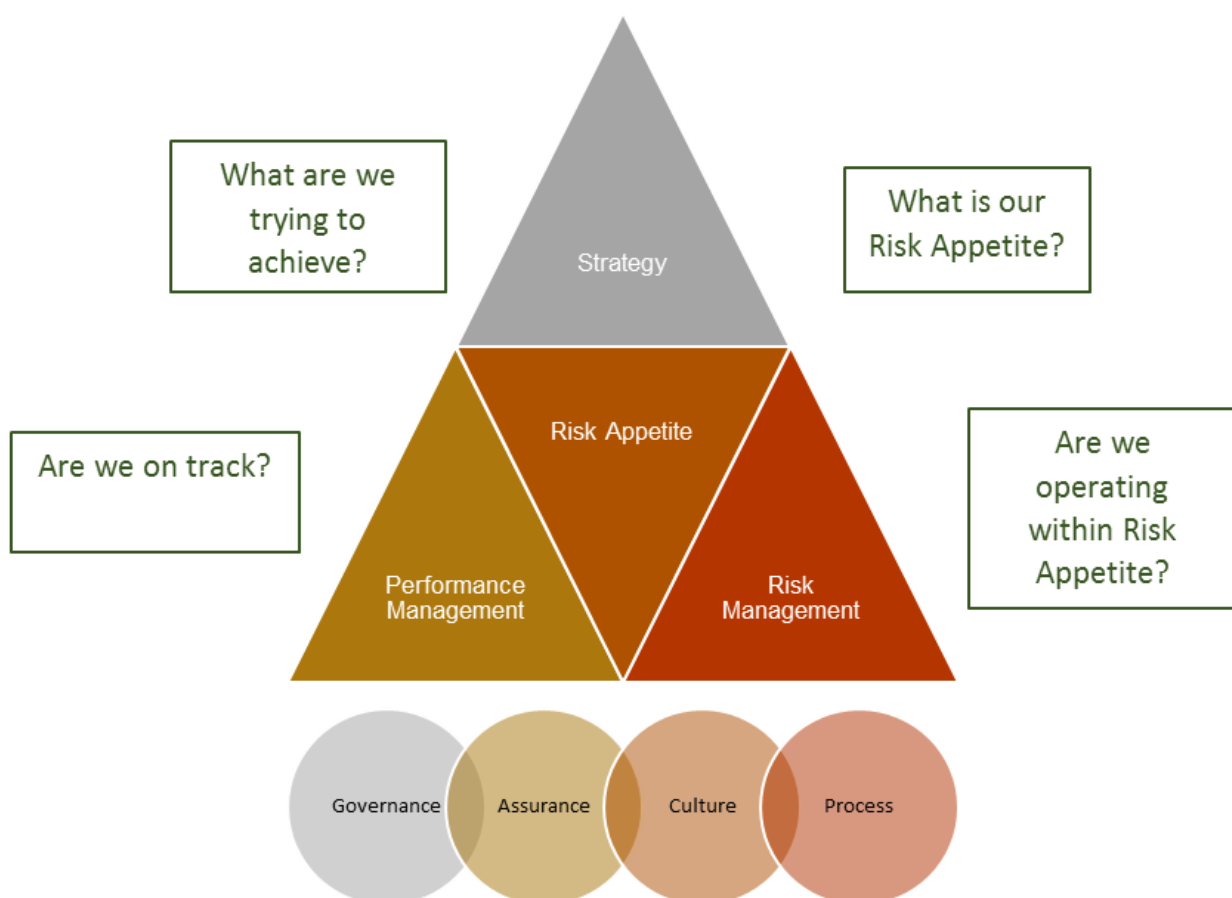 What are we
trying to
achieve?
What is our
Risk Appetite?
Strategy
Risk Appetite
Are we on track?
Are we
operating
within Risk
Appetite?
Performance
Management
Risk
Management
Governance
Assurance
Culture
Process